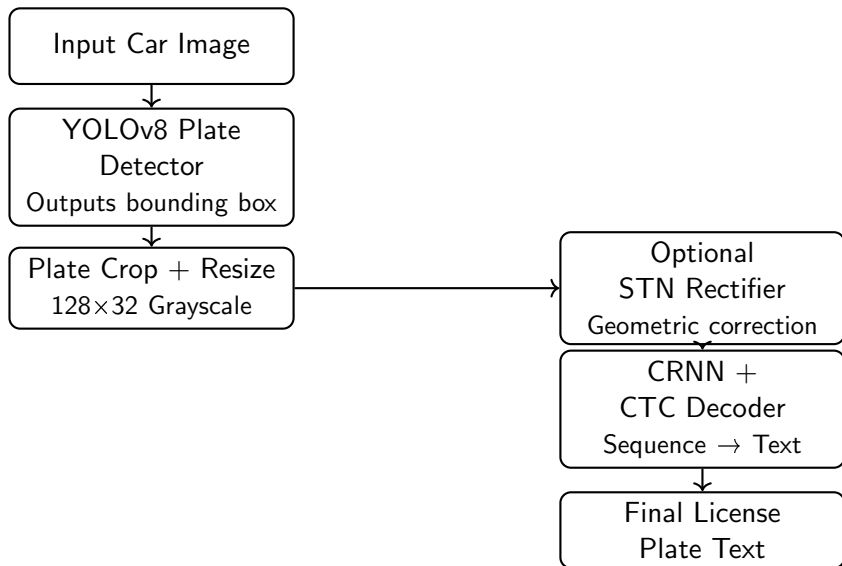 Input Car Image
YOLOv8 Plate
Detector
Outputs bounding box
Plate Crop + Resize
128×32 Grayscale
Optional
STN Rectifier
Geometric correction
CRNN +
CTC Decoder
Sequence → Text
Final License
Plate Text